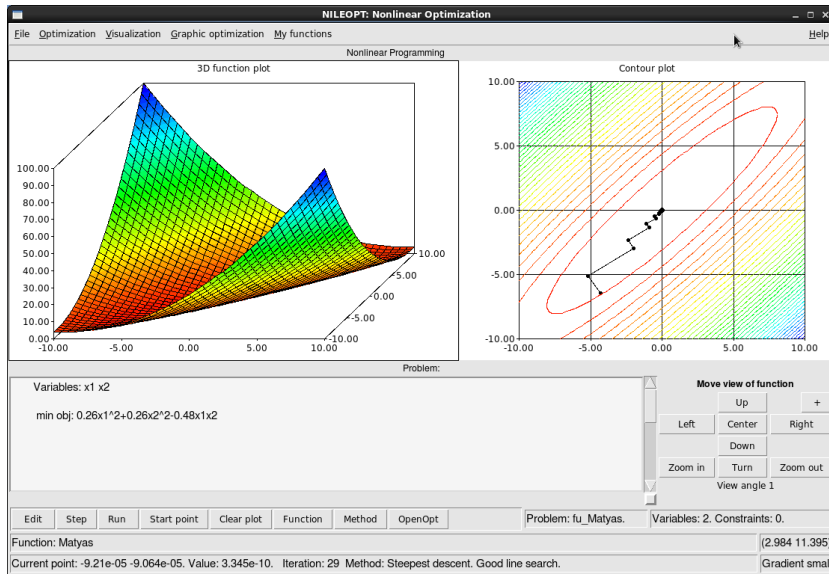 NILEOPT: Nonlinear Optimization
File Optimization Visualization Graphic optimization My functions Help
Nonlinear Programming
3D function plot
100.00
90.00
80.00
70.00
60.00
50.00
40.00
30.00
20.00
10.00
0.00
-10.00 -5.00 0.00 5.00 10.00
10.00
5.00
0.00
-5.00
Contour plot
10.00
5.00
0.00
-5.00
-10.00
-10.00 -5.00 0.00 5.00 10.00
Problem:
Variables: x1 x2
min obj: 0.26x1^2+0.26x2^2-0.48x1x2
Move view of function
Up +
Left Center Right
Down
Zoom in Turn Zoom out
View angle 1
Edit Step Run Start point Clear plot Function Method OpenOpt
Problem: fu_Matyas. Variables: 2. Constraints: 0.
Function: Matyas (2.984 11.395)
Current point: -9.21e-05 -9.064e-05. Value: 3.345e-10. Iteration: 29 Method: Steepest descent. Good line search. Gradient smal